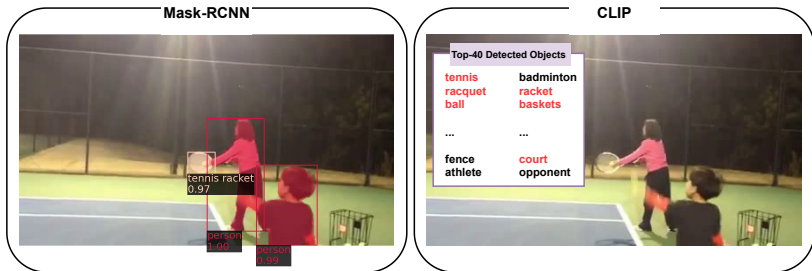 Mask-RCNN
tennis racket
0.97
person
1.00
person
0.99
CLIP
Top-40 Detected Objects
tennis badminton
racquet racket
ball baskets
... ...
fence court
athlete opponent